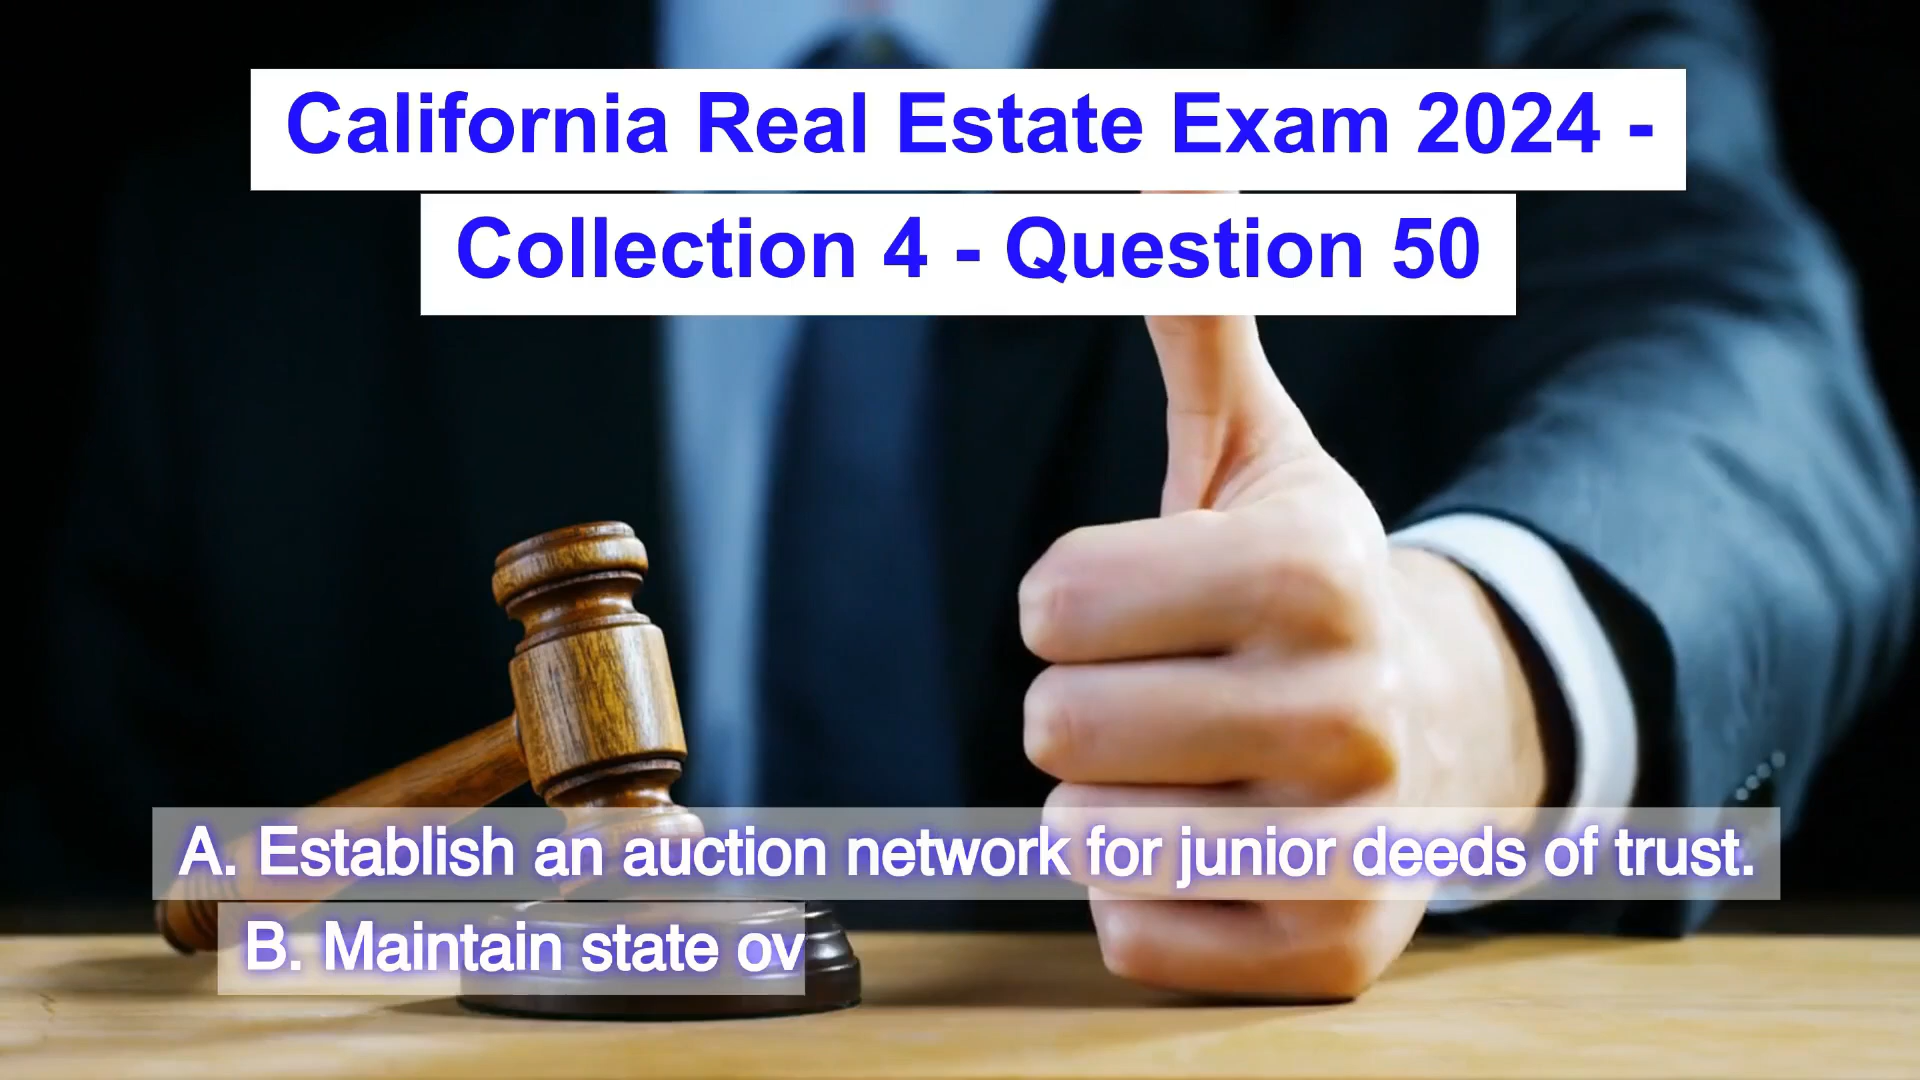 California Real Estate Exam 2024 -
Collection 4 - Question 50
A. Establish an auction network for junior deeds of trust.
B. Maintain state ov